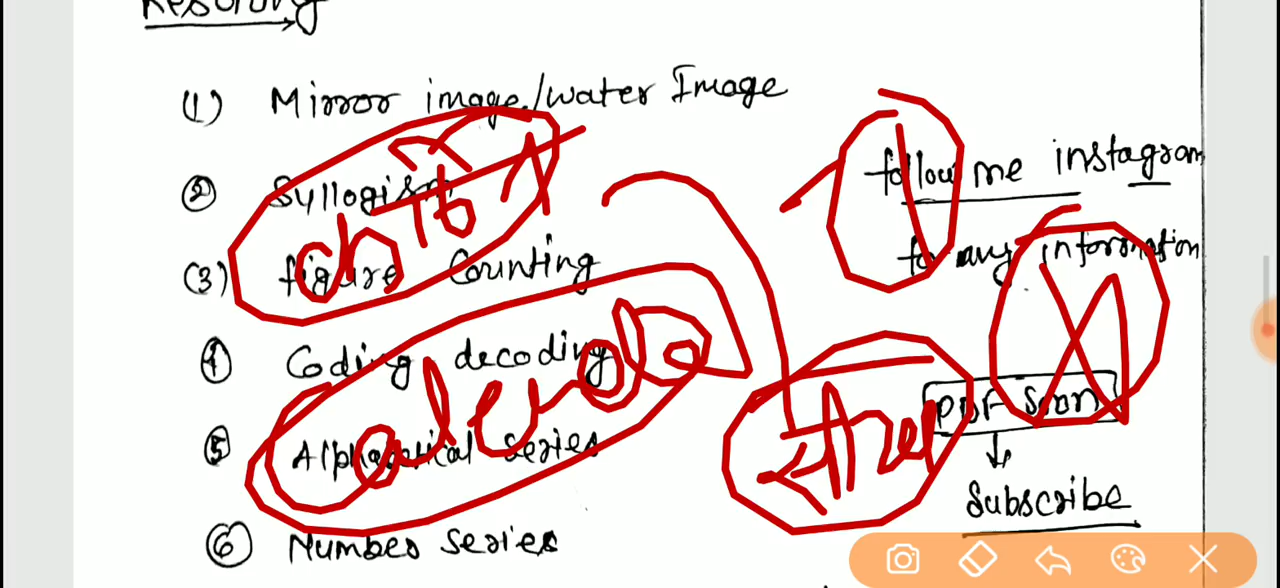 Resoning
(1) Mirror image/water Image
(2) Syllogism
(3) figure Counting
(4) Coding decoding
(5) Alphabetical series
(6) Number series
follow me instagram
for any information
PDF Soon
Subscribe